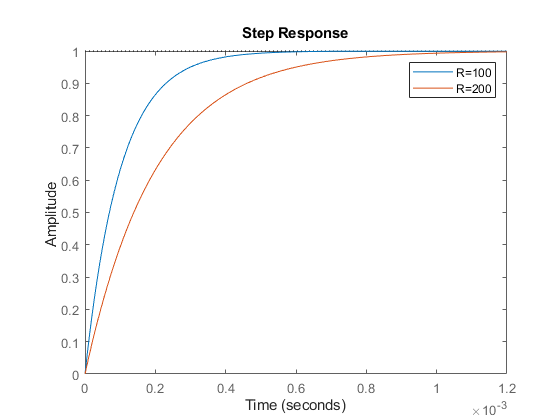 Step Response
1
0.9
0.8
0.7
0.6
0.5
0.4
0.3
0.2
0.1
0
Amplitude
R=100
R=200
0 0.2 0.4 0.6 0.8 1 1.2
Time (seconds)
×10⁻³